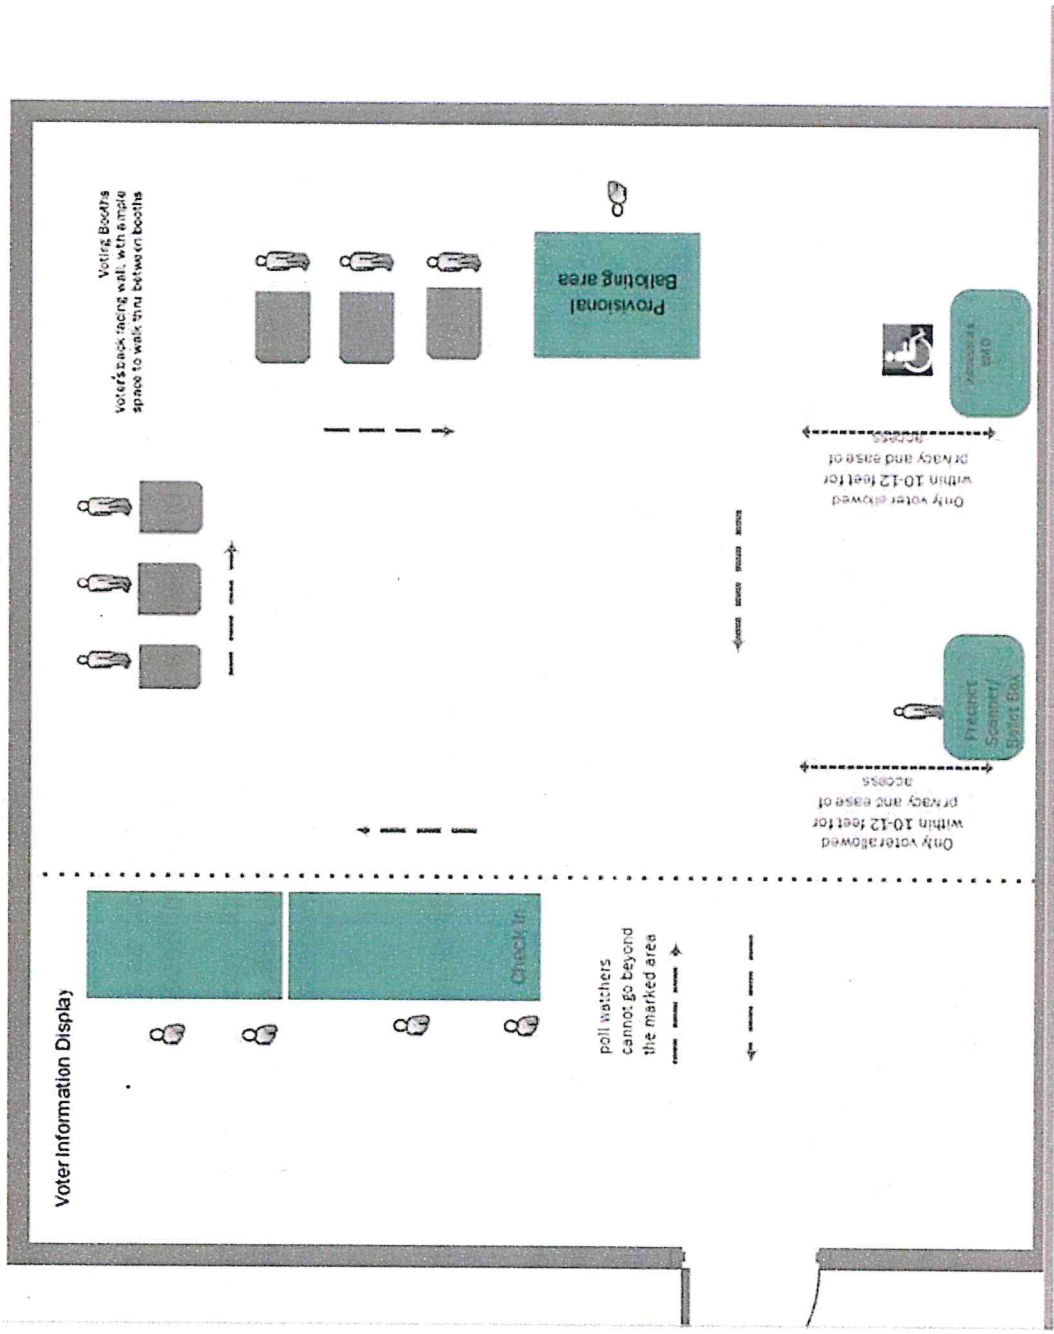 Voter Information Display
Voting Booths
Voter's back facing wall, with ample
space to walk thru between booths
Provisional
Balloting area
Check In
poll watchers
cannot go beyond
the marked area
Only voter allowed
within 10-12 feet for
privacy and ease of
access
Only voter allowed
within 10-12 feet for
privacy and ease of
access
Precinct
Scanner/
Ballot Box
BMD